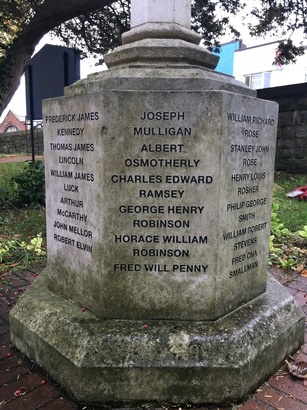 FREDERICK JAMES
KENNEDY
THOMAS JAMES
LINCOLN
WILLIAM JAMES
LUCK
ARTHUR
McCARTHY
JOHN MELLOR
ROBERT ELVIN
JOSEPH
MULLIGAN
ALBERT
OSMOTHERLY
CHARLES EDWARD
RAMSEY
GEORGE HENRY
ROBINSON
HORACE WILLIAM
ROBINSON
FRED WILL PENNY
WILLIAM RICHARD
ROSE
STANLEY JOHN
ROSE
HENRY LOUIS
ROSHER
PHILIP GEORGE
SMITH
WILLIAM ROBERT
STEVENS
FRED CHAS
SMALLMAN